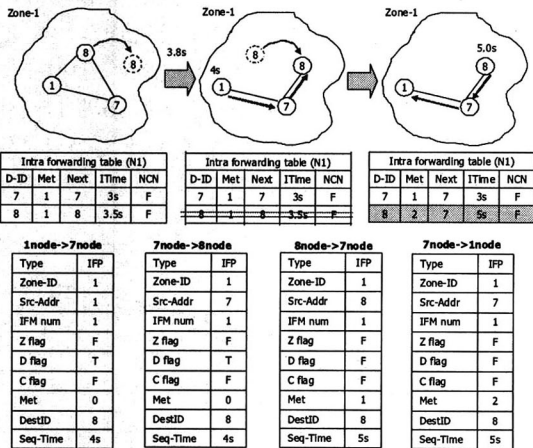 Zone-1 Zone-1 Zone-1
8 8 8 8 5.0s 8
3.8s
4s
1 7 1 7 1 7
Intra forwarding table (N1)
D-ID Met Next ITime NCN
7 1 7 3s F
8 1 8 3.5s F
Intra forwarding table (N1)
D-ID Met Next ITime NCN
7 1 7 3s F
8 1 8 3.5s F
Intra forwarding table (N1)
D-ID Met Next ITime NCN
7 1 7 3s F
8 2 7 5s F
1node->7node
Type IFP
Zone-ID 1
Src-Addr 1
IFM num 1
Z flag F
D flag T
C flag F
Met 0
DestID 8
Seq-Time 4s
7node->8node
Type IFP
Zone-ID 1
Src-Addr 7
IFM num 1
Z flag F
D flag T
C flag F
Met 0
DestID 8
Seq-Time 4s
8node->7node
Type IFP
Zone-ID 1
Src-Addr 8
IFM num 1
Z flag F
D flag F
C flag F
Met 1
DestID 8
Seq-Time 5s
7node->1node
Type IFP
Zone-ID 1
Src-Addr 7
IFM num 1
Z flag F
D flag F
C flag F
Met 2
DestID 8
Seq-Time 5s